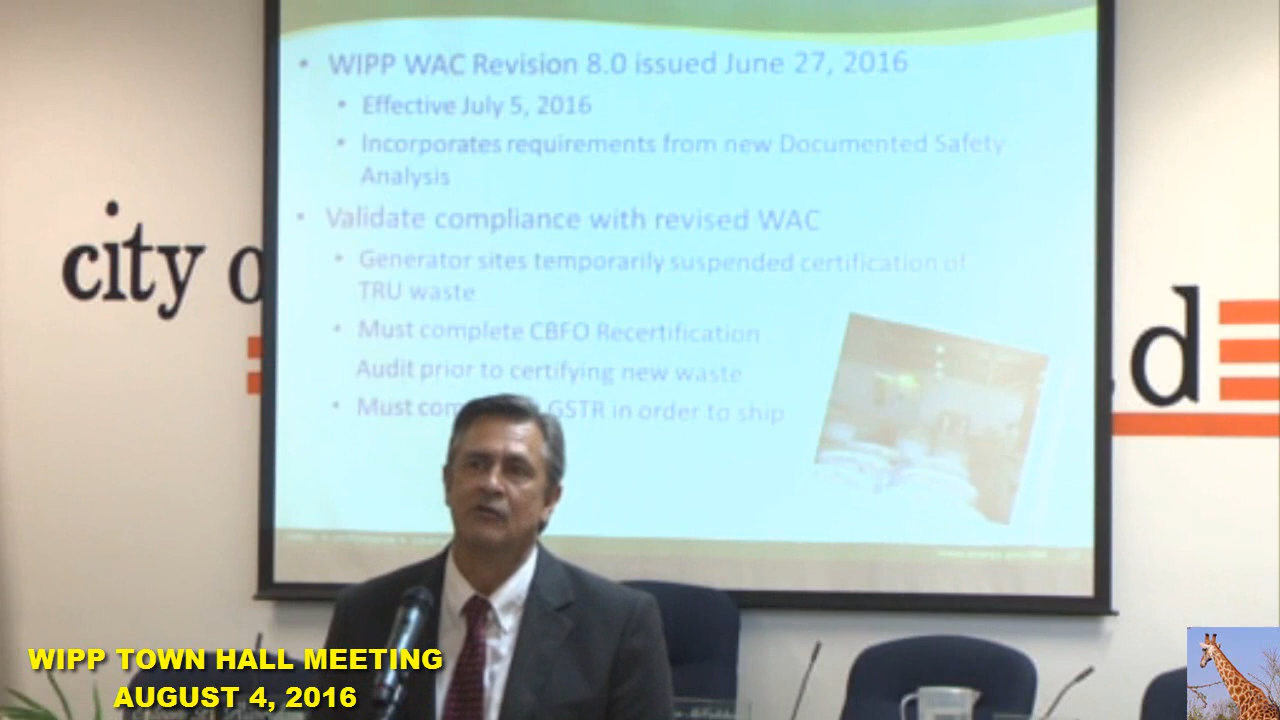 • WIPP WAC Revision 8.0 issued June 27, 2016
• Effective July 5, 2016
• Incorporates requirements from new Documented Safety
Analysis
• Validate compliance with revised WAC
• Generator sites temporarily suspended certification of
TRU waste
• Must complete CBFO Recertification
Audit prior to certifying new waste
• Must com GSTR in order to ship
city o
d
WIPP TOWN HALL MEETING
AUGUST 4, 2016